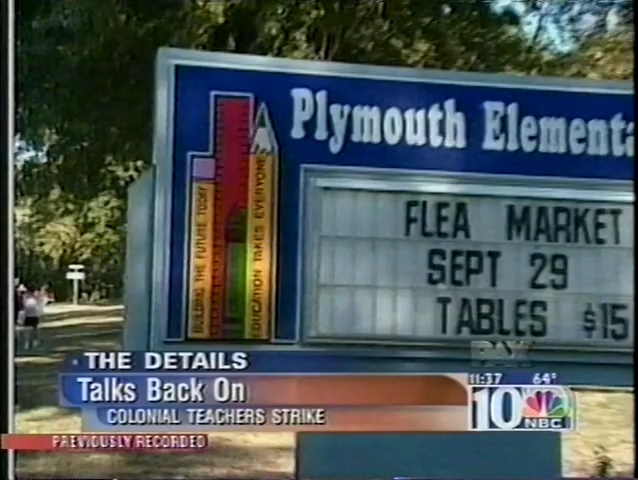 Plymouth Elementa
BUILDING THE FUTURE TODAY
EDUCATION TAKES EVERYONE
FLEA MARKET
SEPT 29
TABLES $15
PAX
THE DETAILS
Talks Back On
COLONIAL TEACHERS STRIKE
11:37 64°
10 NBC
PREVIOUSLY RECORDED